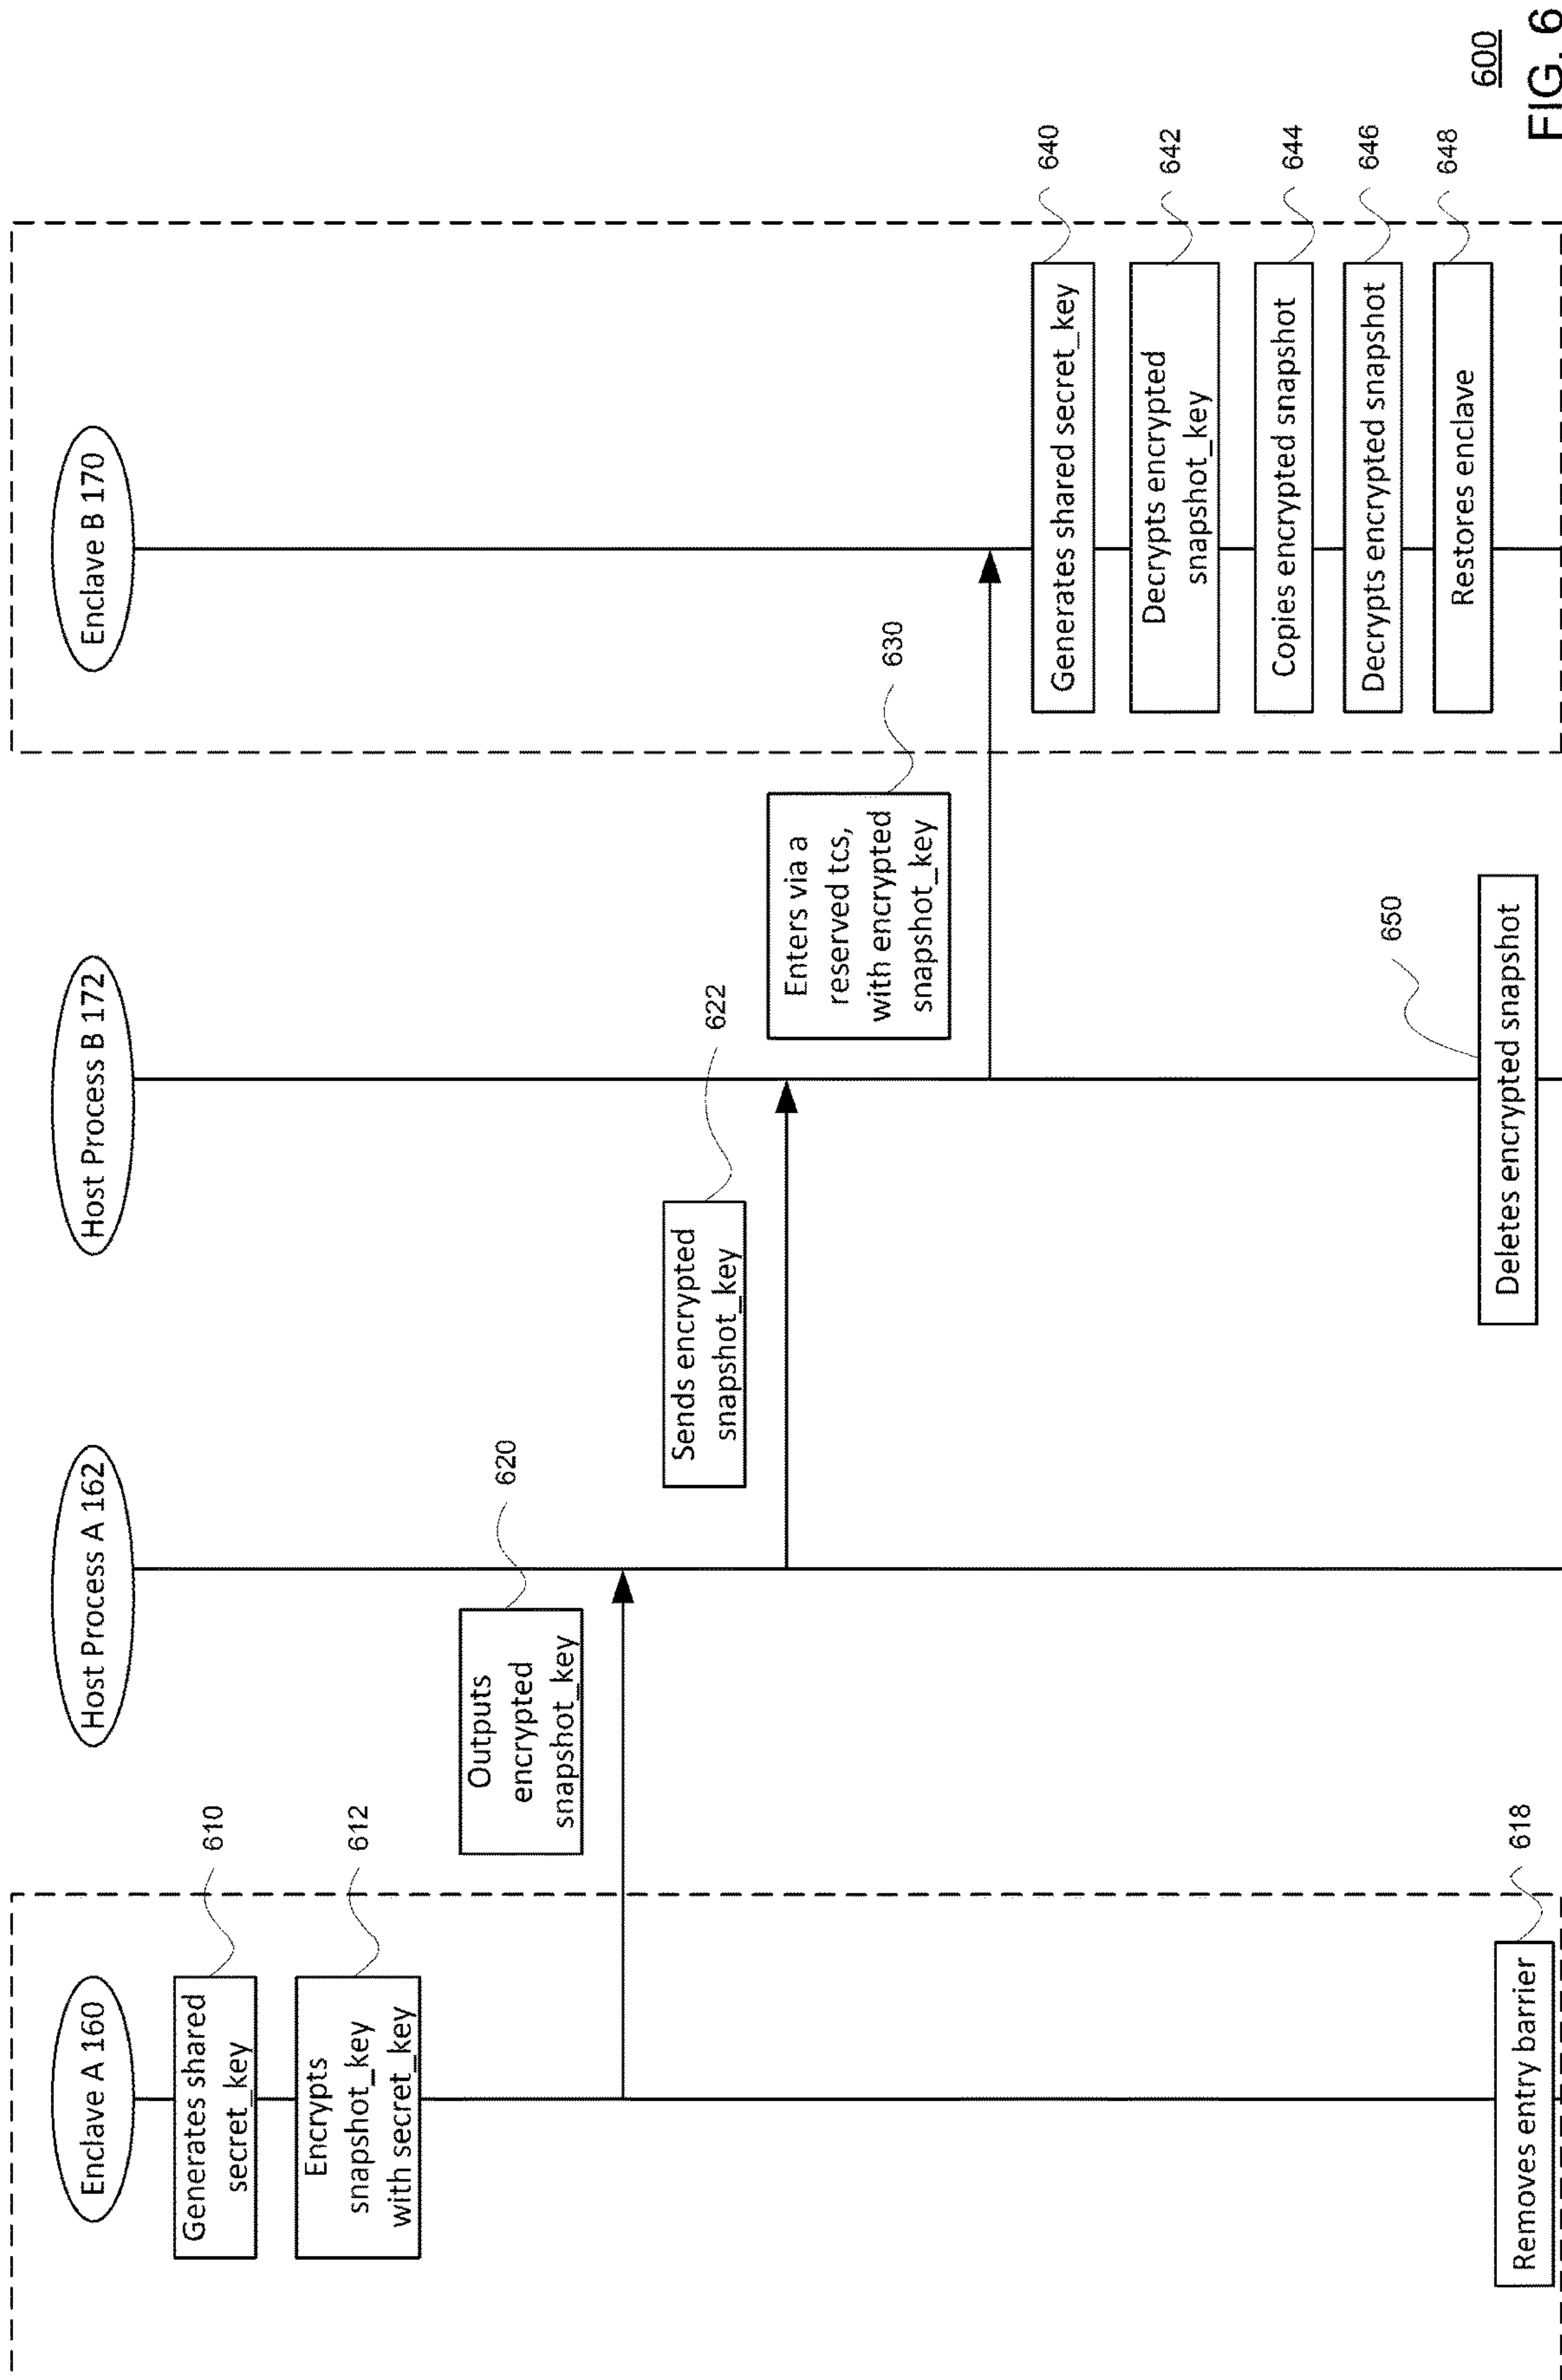 Enclave A 160
Host Process A 162
Host Process B 172
Enclave B 170
Generates shared
secret_key
610
Encrypts
snapshot_key
with secret_key
612
Outputs
encrypted
snapshot_key
620
Sends encrypted
snapshot_key
622
Enters via a
reserved tcs,
with encrypted
snapshot_key
630
Generates shared secret_key
640
Decrypts encrypted
snapshot_key
642
Copies encrypted snapshot
644
Decrypts encrypted snapshot
646
Restores enclave
648
Deletes encrypted snapshot
650
Removes entry barrier
618
600
FIG. 6